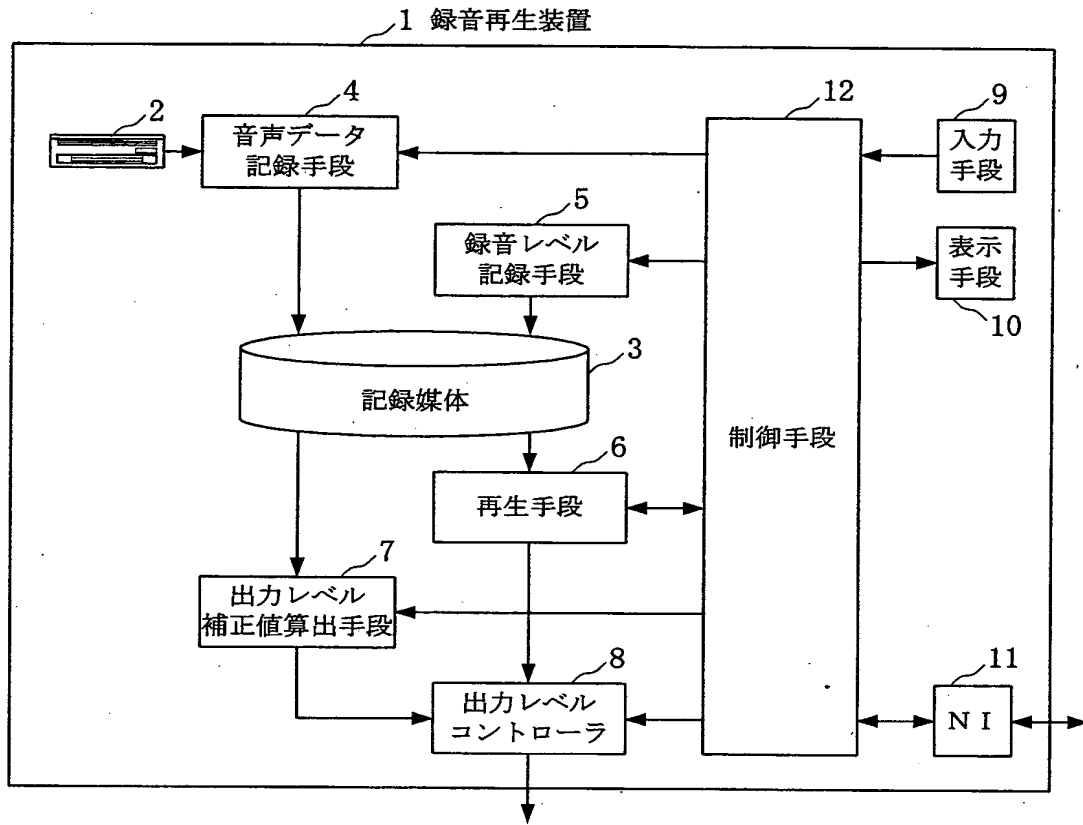 1 録音再生装置
2
4
音声データ
記録手段
12
9
入力
手段
5
録音レベル
記録手段
表示
手段
10
3
記録媒体
制御手段
6
再生手段
7
出力レベル
補正値算出手段
8
出力レベル
コントローラ
11
NI